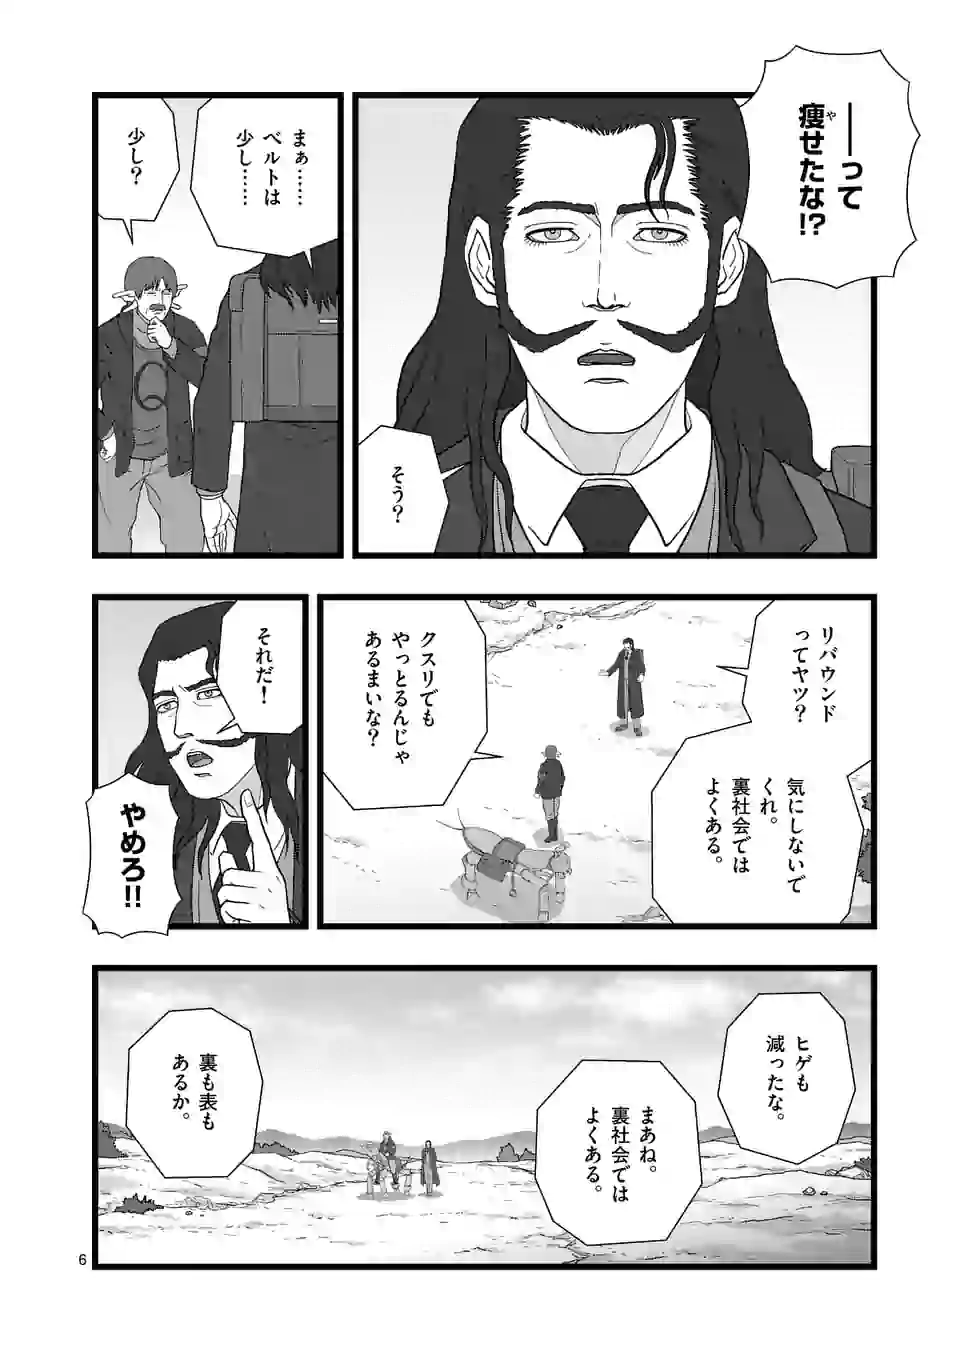 ――って
痩せたな!?
や
そう？
まぁ……
ベルトは
少し……
少し？
リバウンド
ってヤツ？
気にしないで
くれ。
裏社会では
よくある。
クスリでも
やっとるんじゃ
あるまいな？
それだ！
やめろ!!
ヒゲも
減ったな。
まあね。
裏社会では
よくある。
裏も表も
あるか。
Q
6